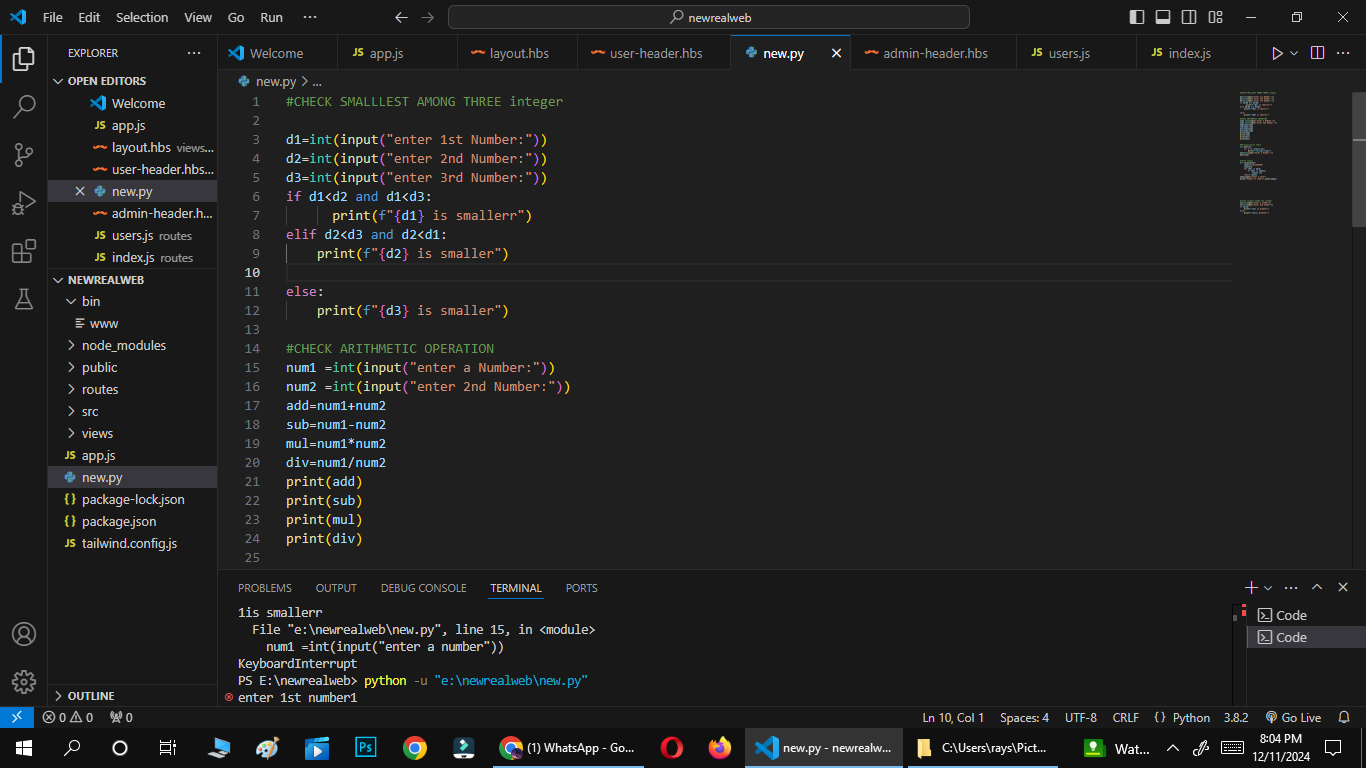 File Edit Selection View Go Run ··· newrealweb
EXPLORER ···
OPEN EDITORS
Welcome
app.js
layout.hbs views...
user-header.hbs...
new.py
admin-header.h...
users.js routes
index.js routes
NEWREALWEB
bin
www
node_modules
public
routes
src
views
app.js
new.py
package-lock.json
package.json
tailwind.config.js
OUTLINE
Welcome app.js layout.hbs user-header.hbs new.py admin-header.hbs users.js index.js
new.py > ...
1 #CHECK SMALLLEST AMONG THREE integer
2
3 d1=int(input("enter 1st Number:"))
4 d2=int(input("enter 2nd Number:"))
5 d3=int(input("enter 3rd Number:"))
6 if d1<d2 and d1<d3:
7 print(f"{d1} is smallerr")
8 elif d2<d3 and d2<d1:
9 print(f"{d2} is smaller")
10
11 else:
12 print(f"{d3} is smaller")
13
14 #CHECK ARITHMETIC OPERATION
15 num1 =int(input("enter a Number:"))
16 num2 =int(input("enter 2nd Number:"))
17 add=num1+num2
18 sub=num1-num2
19 mul=num1*num2
20 div=num1/num2
21 print(add)
22 print(sub)
23 print(mul)
24 print(div)
25
PROBLEMS OUTPUT DEBUG CONSOLE TERMINAL PORTS
1is smallerr
File "e:\newrealweb\new.py", line 15, in <module>
num1 =int(input("enter a number"))
KeyboardInterrupt
PS E:\newrealweb> python -u "e:\newrealweb\new.py"
enter 1st number1
Code
Code
0 0 0 Ln 10, Col 1 Spaces: 4 UTF-8 CRLF {} Python 3.8.2 Go Live
Ps (1) WhatsApp - Go... new.py - newrealw... C:\Users\rays\Pict... Wat... 8:04 PM
12/11/2024